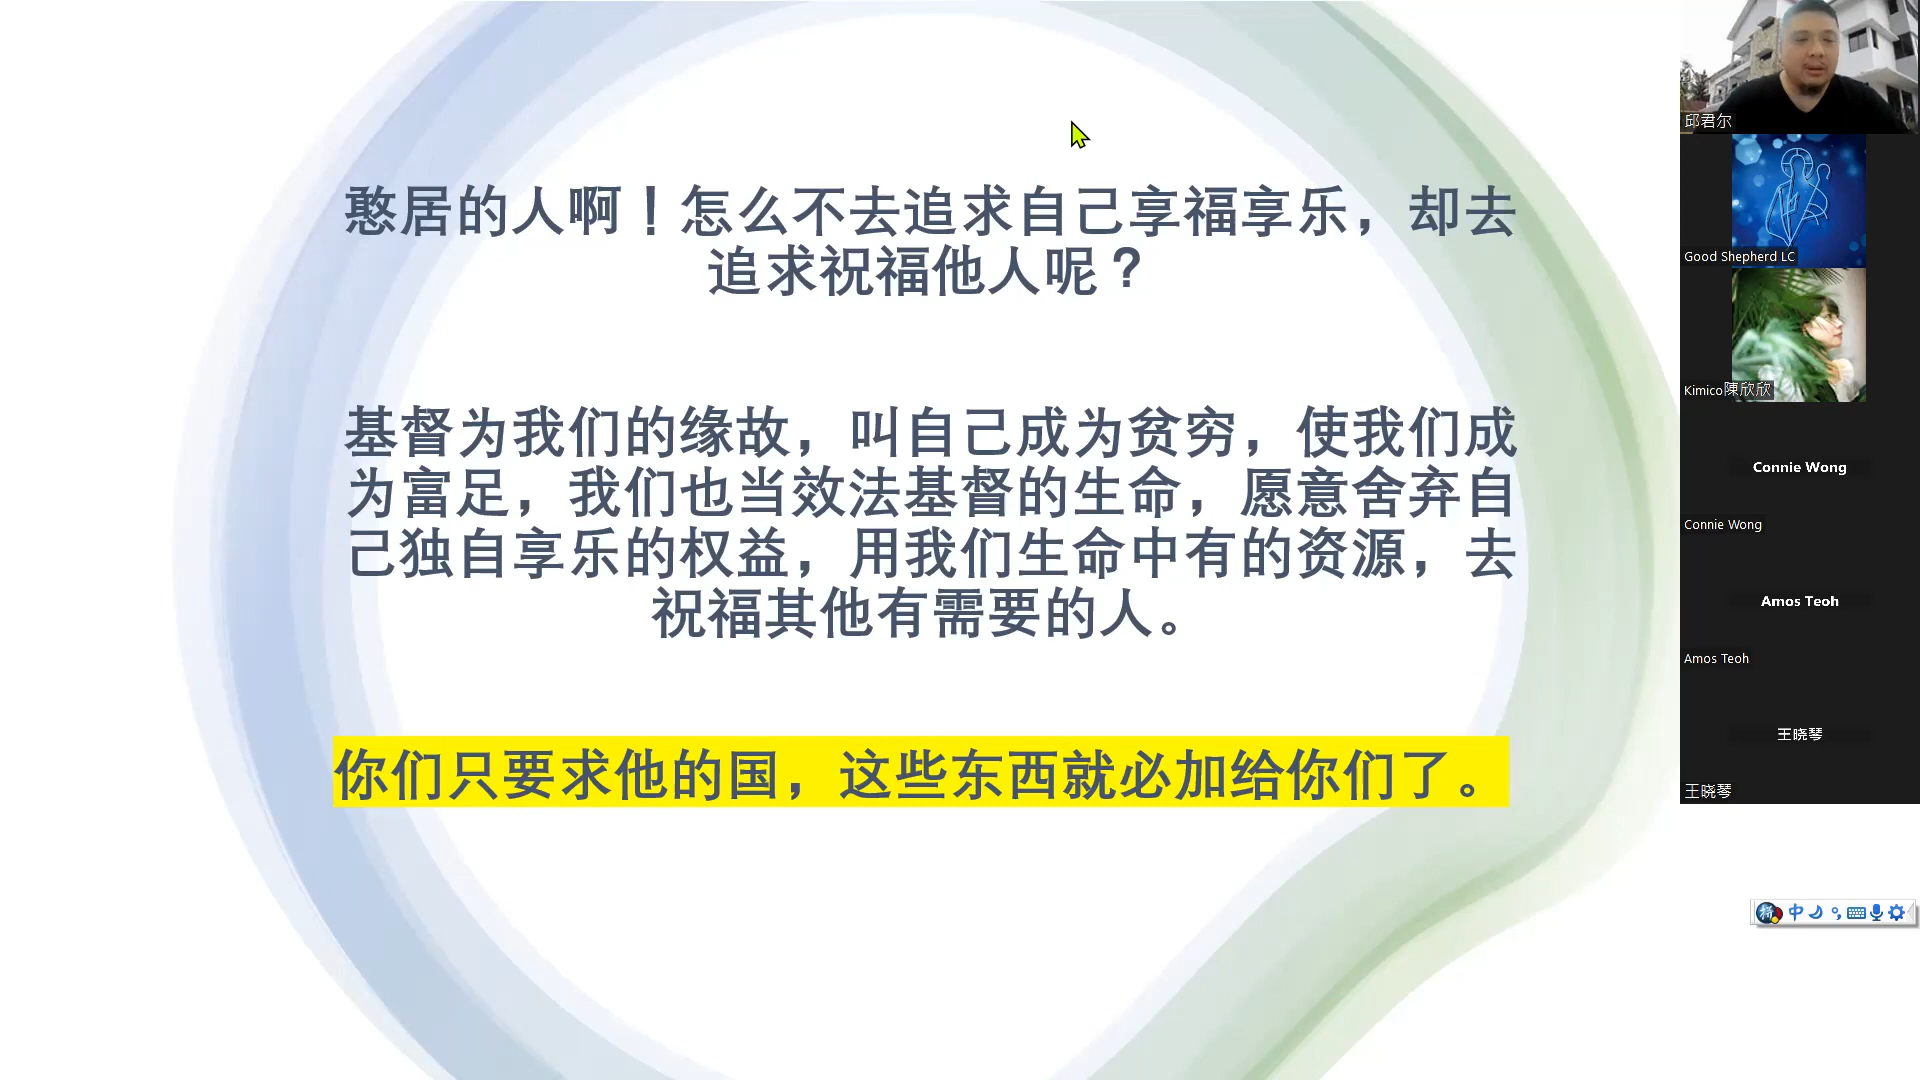 憨居的人啊！怎么不去追求自己享福享乐，却去
追求祝福他人呢？
基督为我们的缘故，叫自己成为贫穷，使我们成
为富足，我们也当效法基督的生命，愿意舍弃自
己独自享乐的权益，用我们生命中有的资源，去
祝福其他有需要的人。
你们只要求他的国，这些东西就必加给你们了。
邱君尔
Good Shepherd LC
Kimico陳欣欣
Connie Wong
Connie Wong
Amos Teoh
Amos Teoh
王晓琴
王晓琴
拼 中